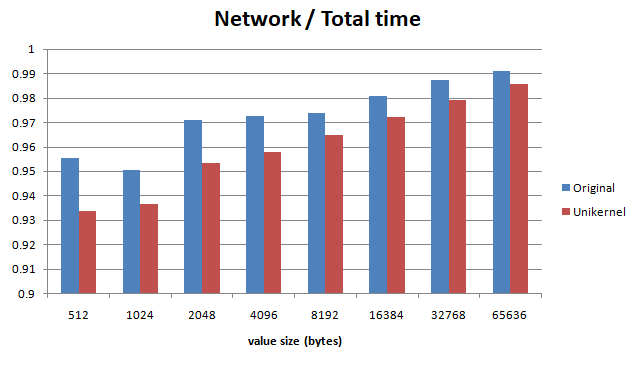 Network / Total time
1
0.99
0.98
0.97
0.96
0.95
0.94
0.93
0.92
0.91
0.9
512 1024 2048 4096 8192 16384 32768 65636
value size (bytes)
Original
Unikernel